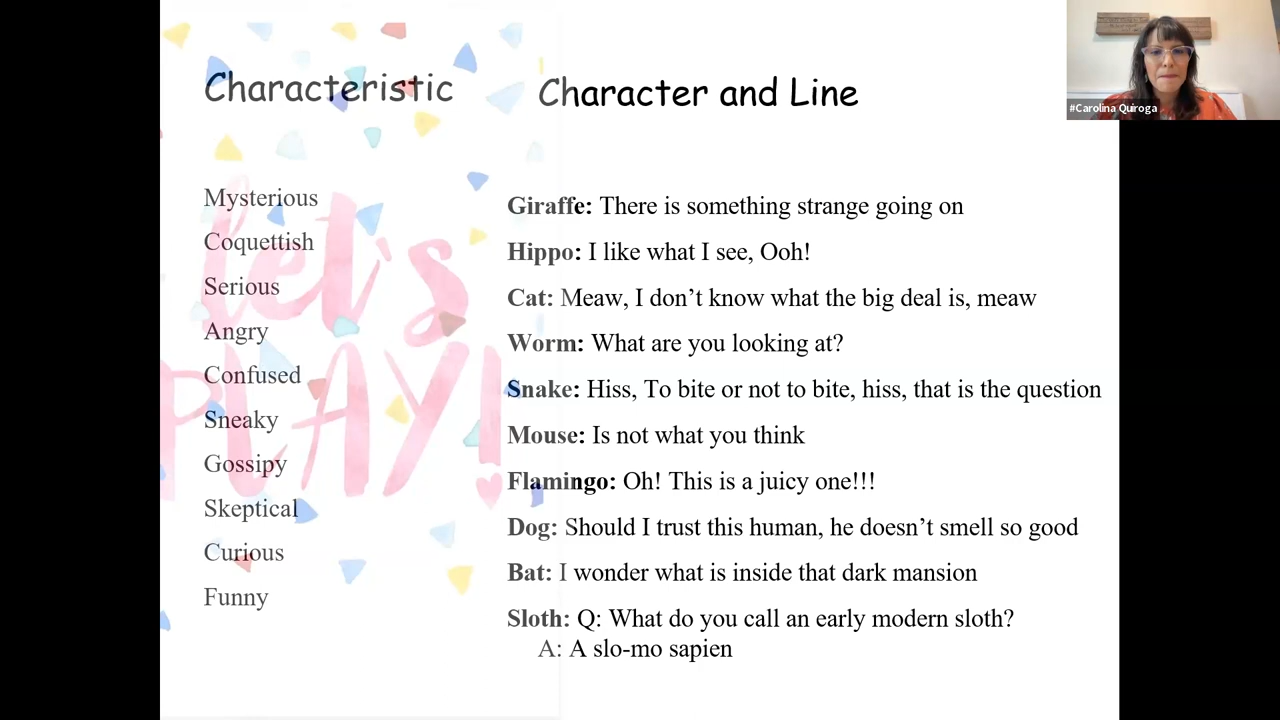 Characteristic
Mysterious
Coquettish
Serious
Angry
Confused
Sneaky
Gossipy
Skeptical
Curious
Funny
let's
PLAY!
Character and Line
Giraffe: There is something strange going on
Hippo: I like what I see, Ooh!
Cat: Meaw, I don’t know what the big deal is, meaw
Worm: What are you looking at?
Snake: Hiss, To bite or not to bite, hiss, that is the question
Mouse: Is not what you think
Flamingo: Oh! This is a juicy one!!!
Dog: Should I trust this human, he doesn’t smell so good
Bat: I wonder what is inside that dark mansion
Sloth: Q: What do you call an early modern sloth?
A: A slo-mo sapien
#Carolina Quiroga